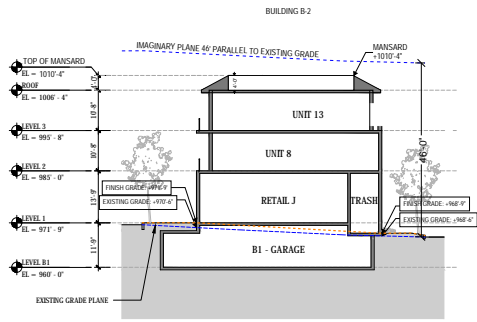 BUILDING B-2
IMAGINARY PLANE 46' PARALLEL TO EXISTING GRADE
MANSARD
+1010'-4"
TOP OF MANSARD
EL = 1010'-4"
4'-0"
4'-0"
ROOF
EL = 1006' - 4"
10'-8"
UNIT 13
LEVEL 3
EL = 995' - 8"
10'-8"
UNIT 8
46'-0"
LEVEL 2
EL = 985' - 0"
13'-9"
FINISH GRADE: +971'-9"
EXISTING GRADE: +970'-6"
RETAIL J
TRASH
FINISH GRADE: +968'-9"
EXISTING GRADE: +968'-6"
LEVEL 1
EL = 971' - 9"
11'-9"
B1 - GARAGE
LEVEL B1
EL = 960' - 0"
EXISTING GRADE PLANE